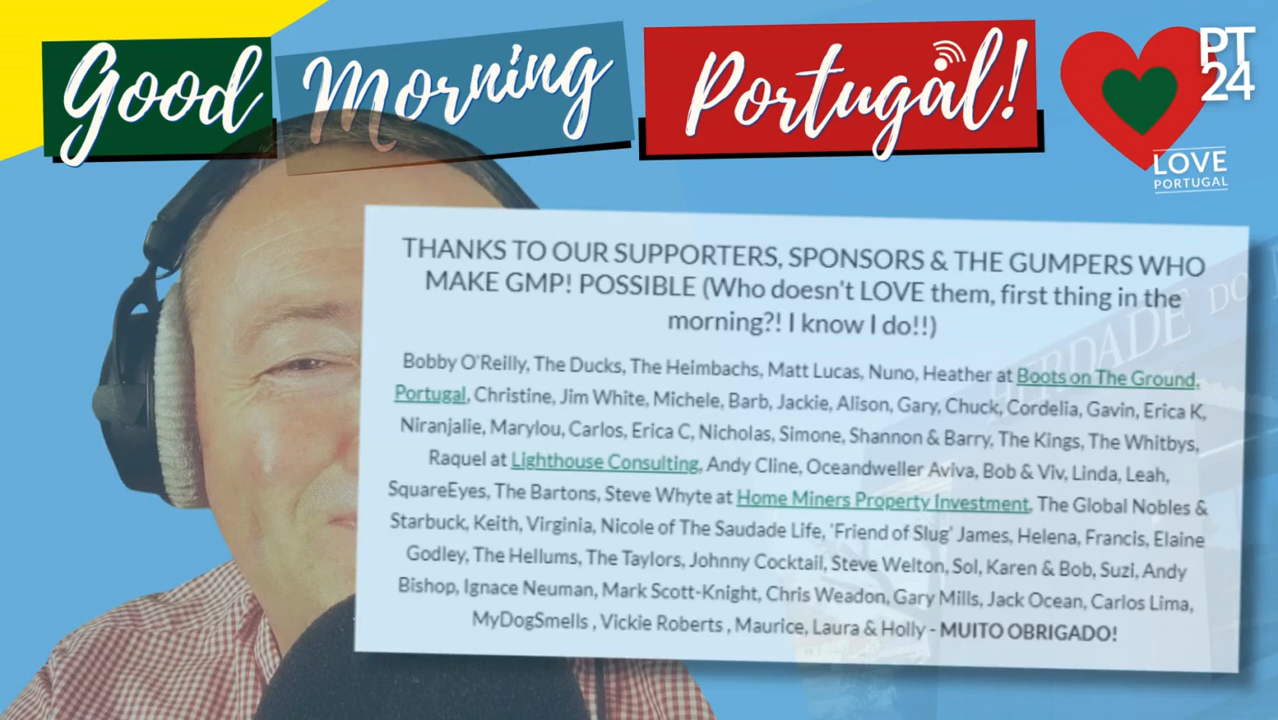 Good Morning Portugal!
PT
24
LOVE
PORTUGAL
THANKS TO OUR SUPPORTERS, SPONSORS & THE GUMPERS WHO
MAKE GMP! POSSIBLE (Who doesn't LOVE them, first thing in the
morning?! I know I do!!)
Bobby O'Reilly, The Ducks, The Heimbachs, Matt Lucas, Nuno, Heather at Boots on The Ground,
Portugal, Christine, Jim White, Michele, Barb, Jackie, Alison, Gary, Chuck, Cordelia, Gavin, Erica K,
Niranjalie, Marylou, Carlos, Erica C, Nicholas, Simone, Shannon & Barry, The Kings, The Whitbys,
Raquel at Lighthouse Consulting, Andy Cline, Oceandweller Aviva, Bob & Viv, Linda, Leah,
SquareEyes, The Bartons, Steve Whyte at Home Miners Property Investment, The Global Nobles &
Starbuck, Keith, Virginia, Nicole of The Saudade Life, 'Friend of Slug' James, Helena, Francis, Elaine
Godley, The Hellums, The Taylors, Johnny Cocktail, Steve Welton, Sol, Karen & Bob, Suzi, Andy
Bishop, Ignace Neuman, Mark Scott-Knight, Chris Weadon, Gary Mills, Jack Ocean, Carlos Lima,
MyDogSmells , Vickie Roberts , Maurice, Laura & Holly - MUITO OBRIGADO!
HERDADE DO